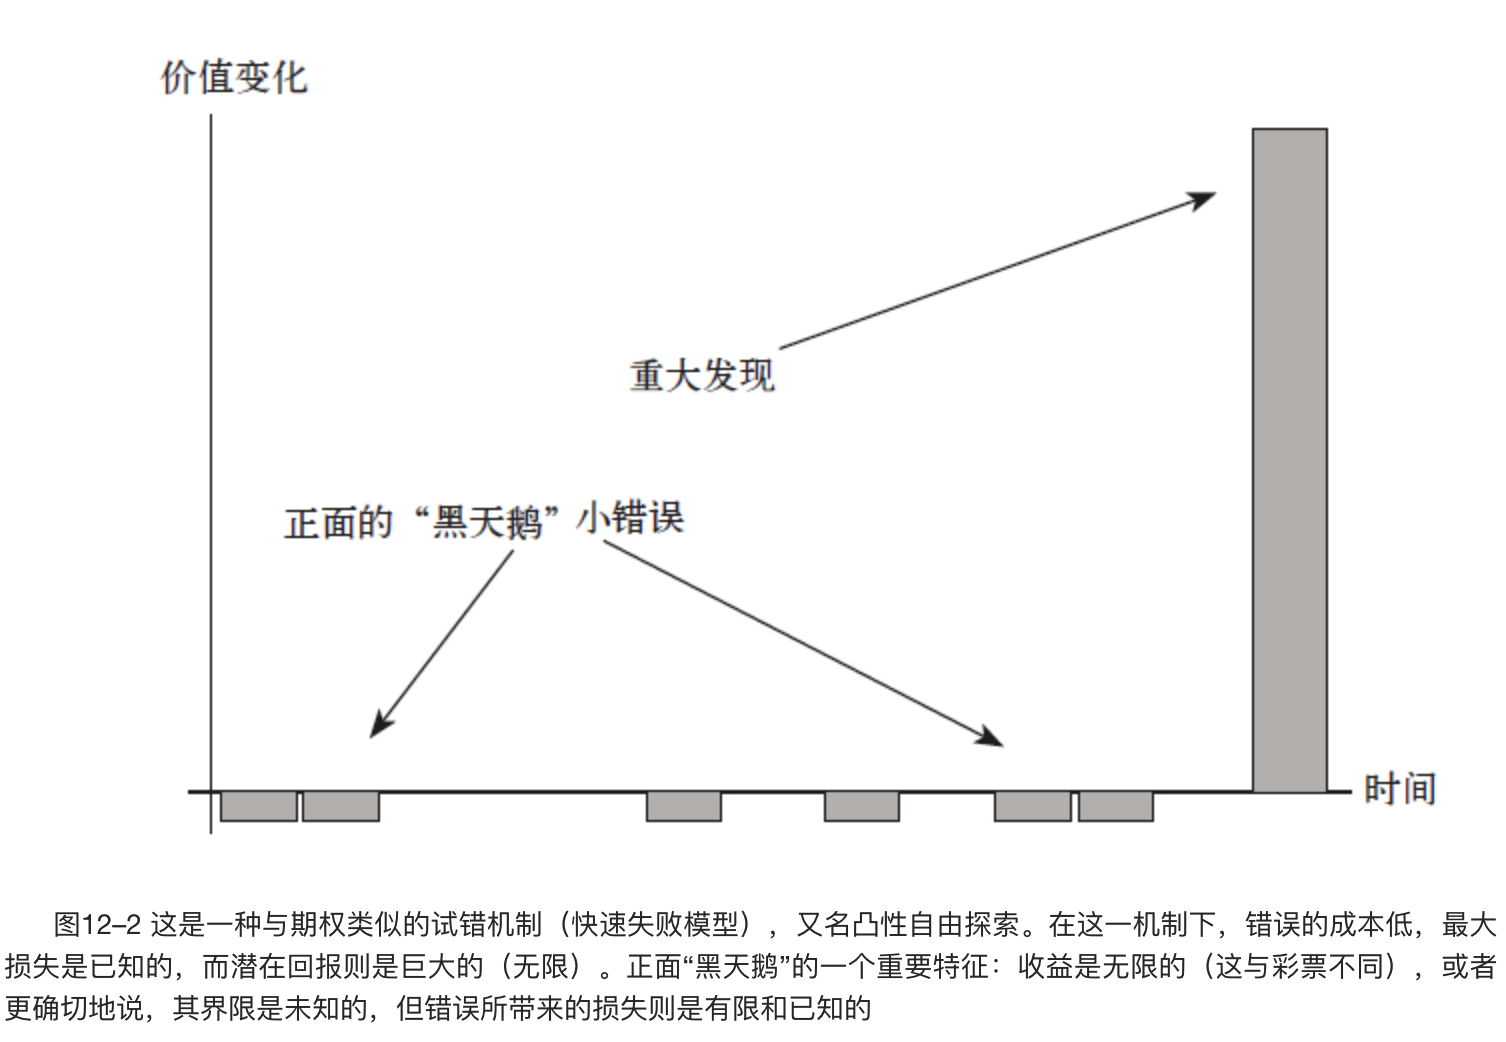 价值变化
重大发现
正面的“黑天鹅”小错误
时间
图12–2 这是一种与期权类似的试错机制（快速失败模型），又名凸性自由探索。在这一机制下，错误的成本低，最大
损失是已知的，而潜在回报则是巨大的（无限）。正面“黑天鹅”的一个重要特征：收益是无限的（这与彩票不同），或者
更确切地说，其界限是未知的，但错误所带来的损失则是有限和已知的